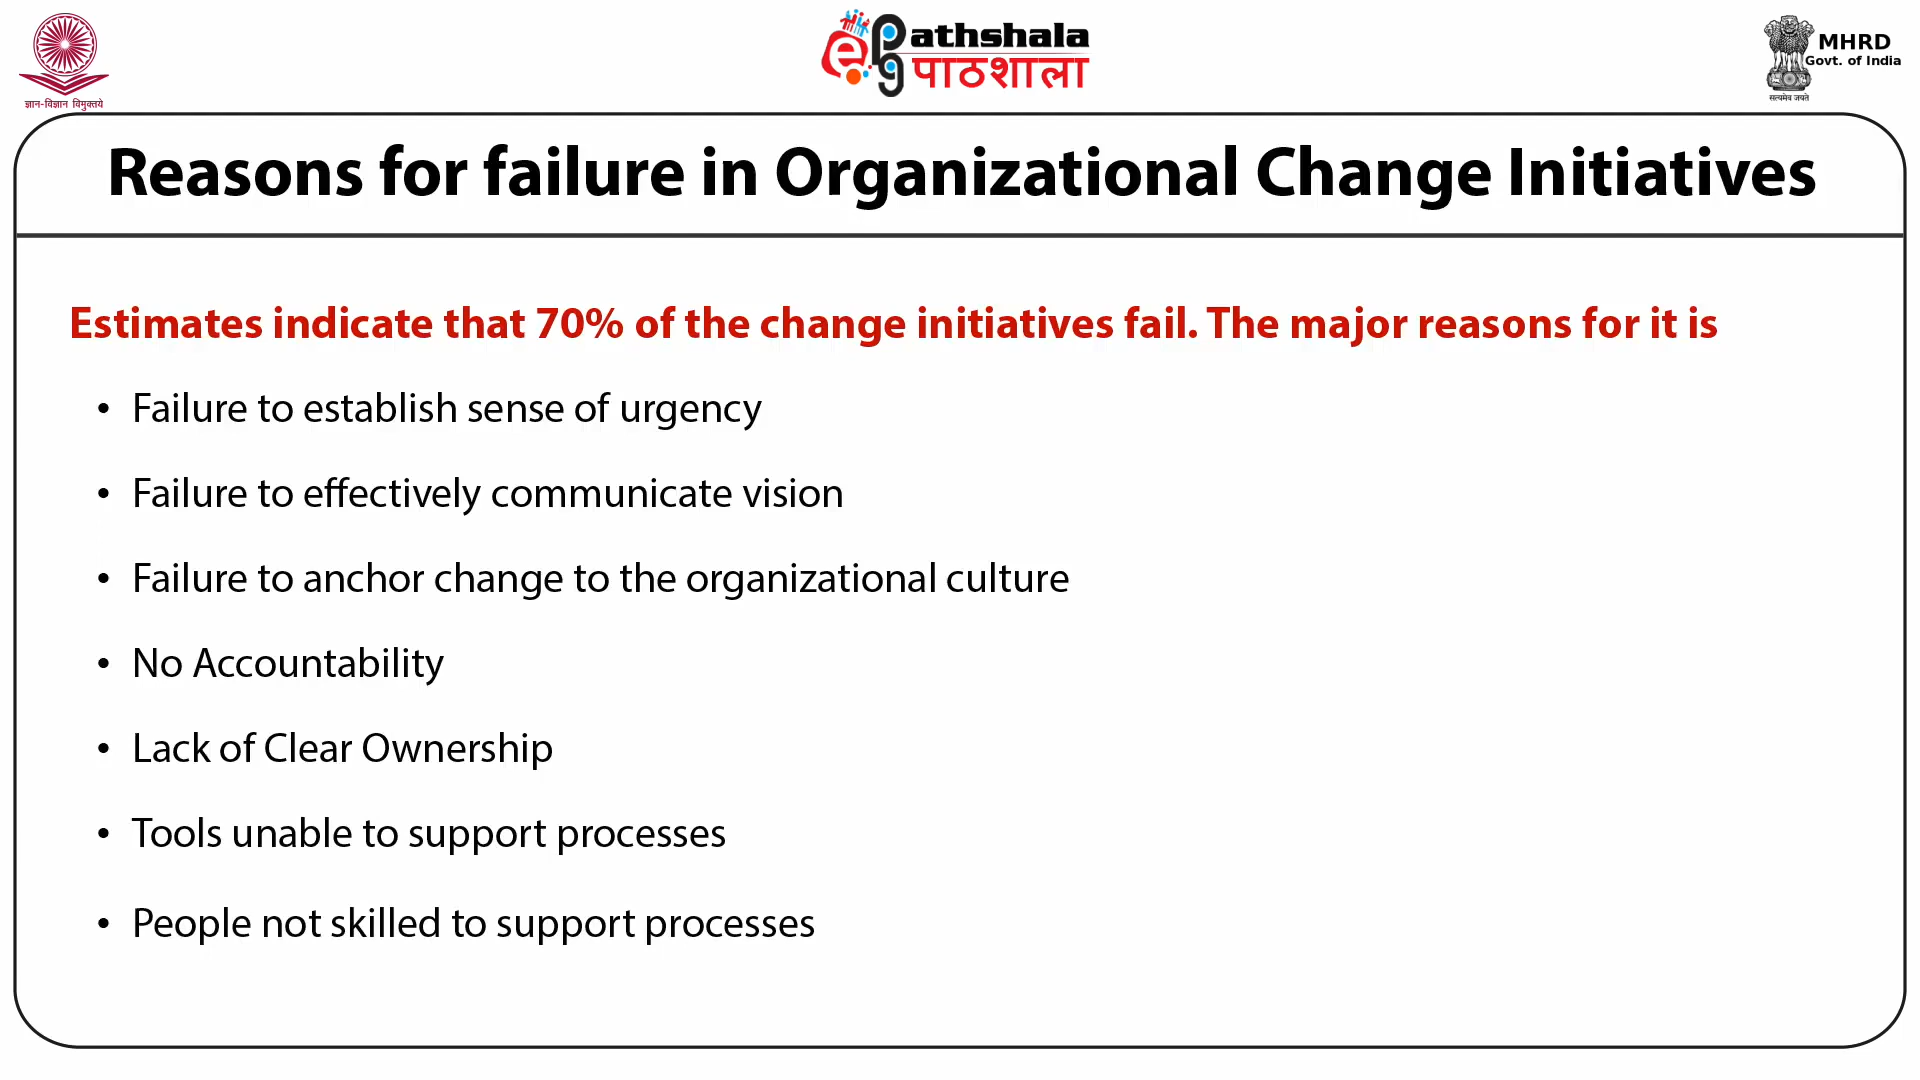 ज्ञान-विज्ञान विमुक्तये
ePg Pathshala
पाठशाला
MHRD
Govt. of India
सत्यमेव जयते
Reasons for failure in Organizational Change Initiatives
Estimates indicate that 70% of the change initiatives fail. The major reasons for it is
• Failure to establish sense of urgency
• Failure to effectively communicate vision
• Failure to anchor change to the organizational culture
• No Accountability
• Lack of Clear Ownership
• Tools unable to support processes
• People not skilled to support processes